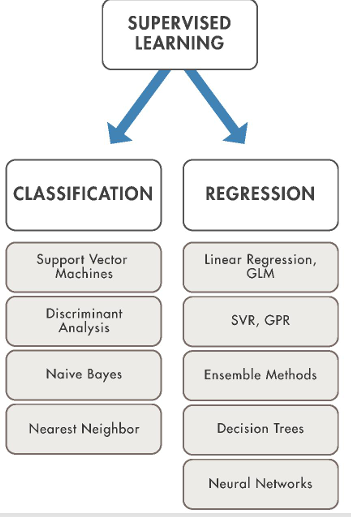 SUPERVISED
LEARNING
CLASSIFICATION
Support Vector
Machines
Discriminant
Analysis
Naive Bayes
Nearest Neighbor
REGRESSION
Linear Regression,
GLM
SVR, GPR
Ensemble Methods
Decision Trees
Neural Networks